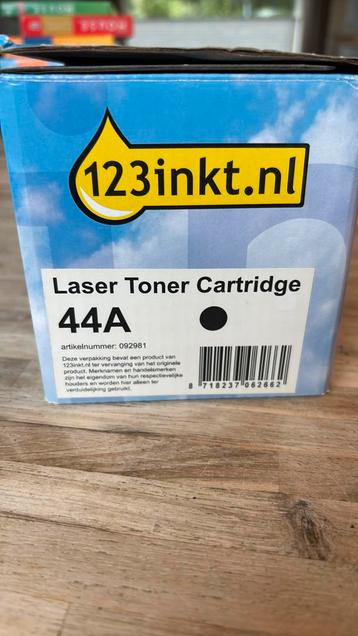 123inkt.nl
Laser Toner Cartridge
44A
artikelnummer: 092981
Deze verpakking bevat een product van
123inkt.nl ter vervanging van het originele
product. Merknamen en handelsmerken
zijn het eigendom van hun respectievelijke
houders en worden hier alleen ter
verduidelijking gebruikt.
8 718237 062662